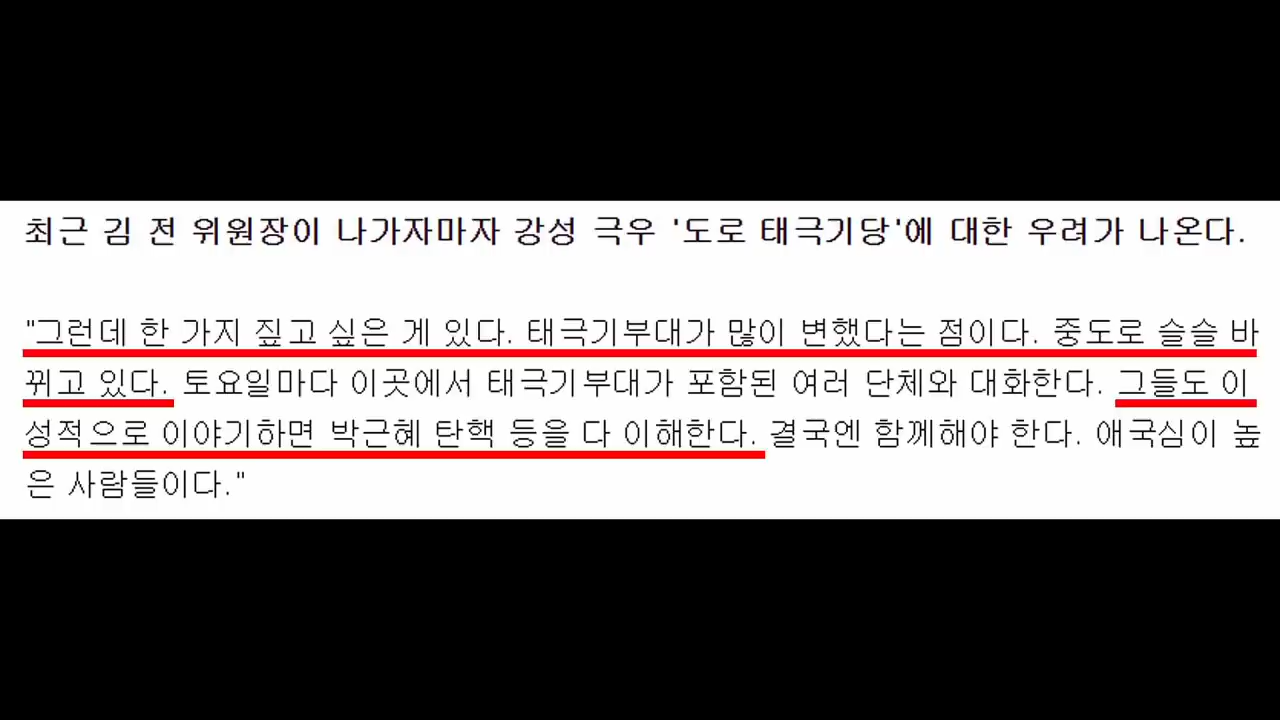 최근 김 전 위원장이 나가자마자 강성 극우 '도로 태극기당'에 대한 우려가 나온다.
"그런데 한 가지 짚고 싶은 게 있다. 태극기부대가 많이 변했다는 점이다. 중도로 슬슬 바
뀌고 있다. 토요일마다 이곳에서 태극기부대가 포함된 여러 단체와 대화한다. 그들도 이
성적으로 이야기하면 박근혜 탄핵 등을 다 이해한다. 결국엔 함께해야 한다. 애국심이 높
은 사람들이다."